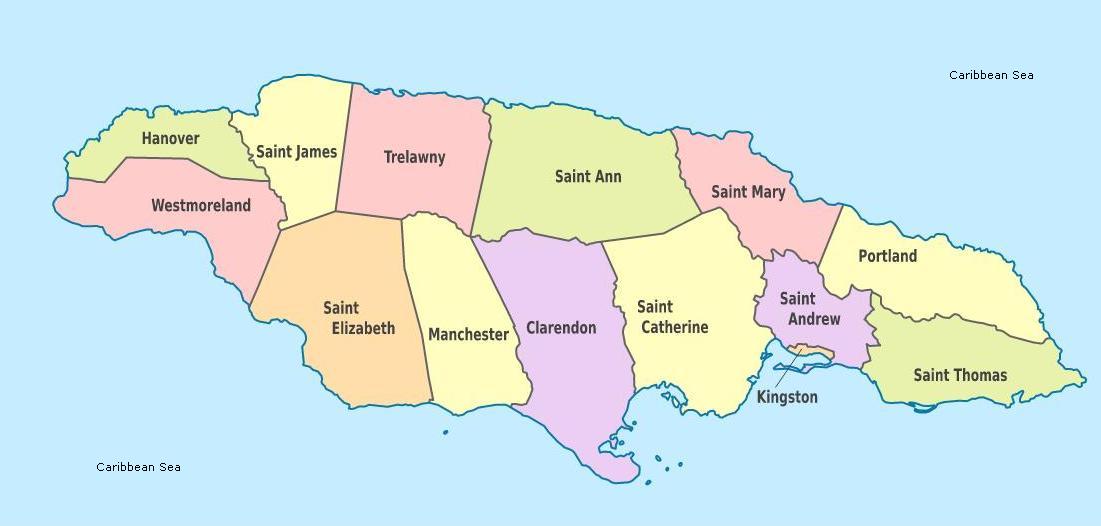 Caribbean Sea
Hanover
Saint James
Trelawny
Saint Ann
Saint Mary
Westmoreland
Portland
Saint
Elizabeth
Manchester
Clarendon
Saint
Catherine
Saint
Andrew
Saint Thomas
Kingston
Caribbean Sea